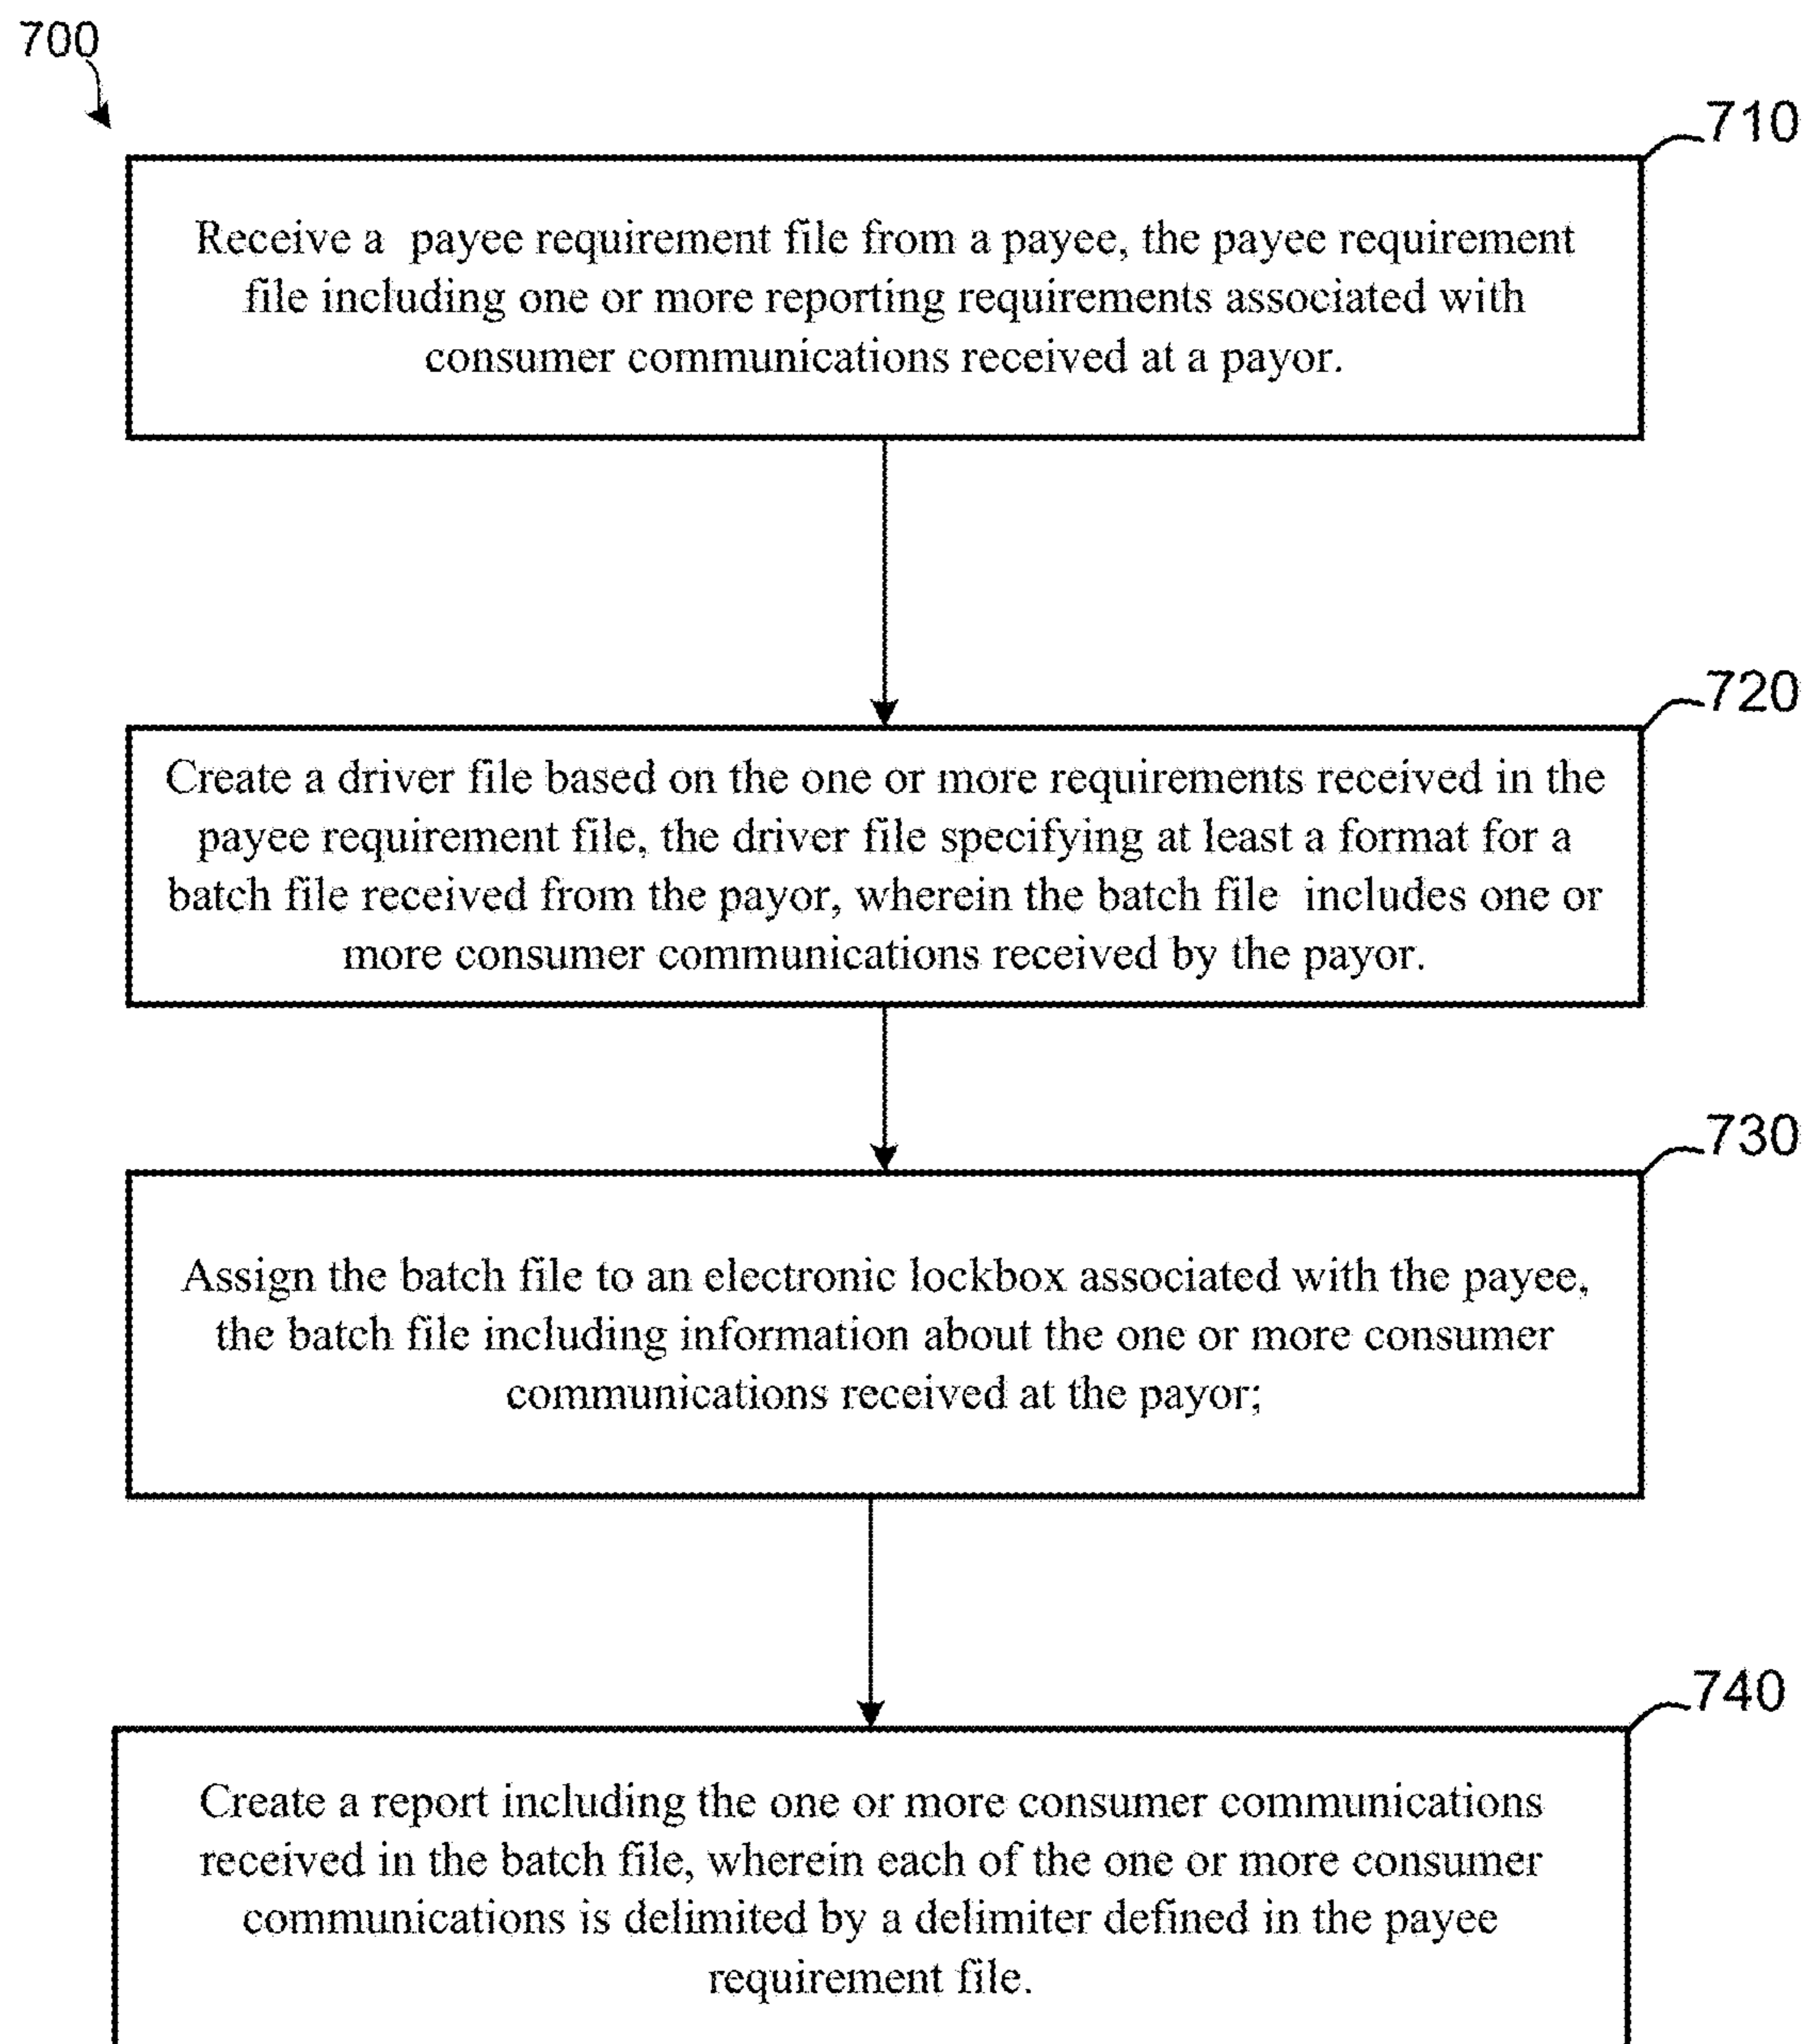 700
710
Receive a payee requirement file from a payee, the payee requirement
file including one or more reporting requirements associated with
consumer communications received at a payor.
720
Create a driver file based on the one or more requirements received in the
payee requirement file, the driver file specifying at least a format for a
batch file received from the payor, wherein the batch file includes one or
more consumer communications received by the payor.
730
Assign the batch file to an electronic lockbox associated with the payee,
the batch file including information about the one or more consumer
communications received at the payor;
740
Create a report including the one or more consumer communications
received in the batch file, wherein each of the one or more consumer
communications is delimited by a delimiter defined in the payee
requirement file.